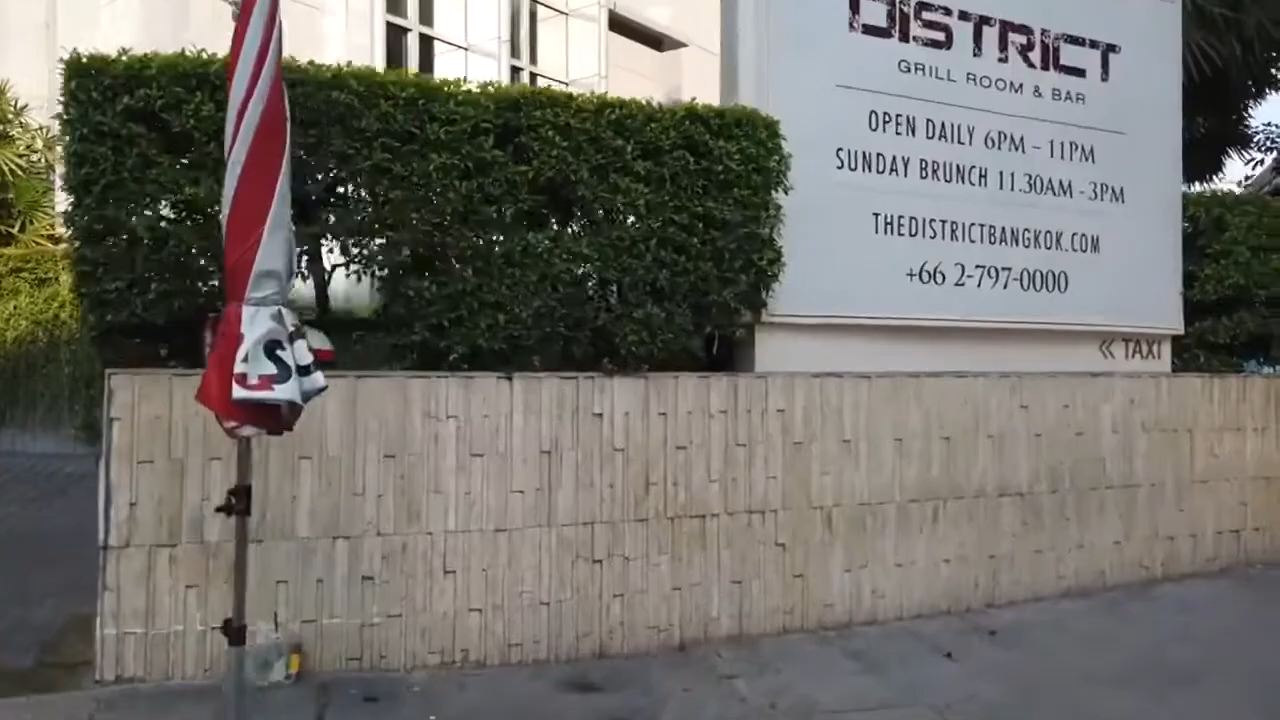 DISTRICT
GRILL ROOM & BAR
OPEN DAILY 6PM – 11PM
SUNDAY BRUNCH 11.30AM - 3PM
THEDISTRICTBANGKOK.COM
+66 2-797-0000
« TAXI